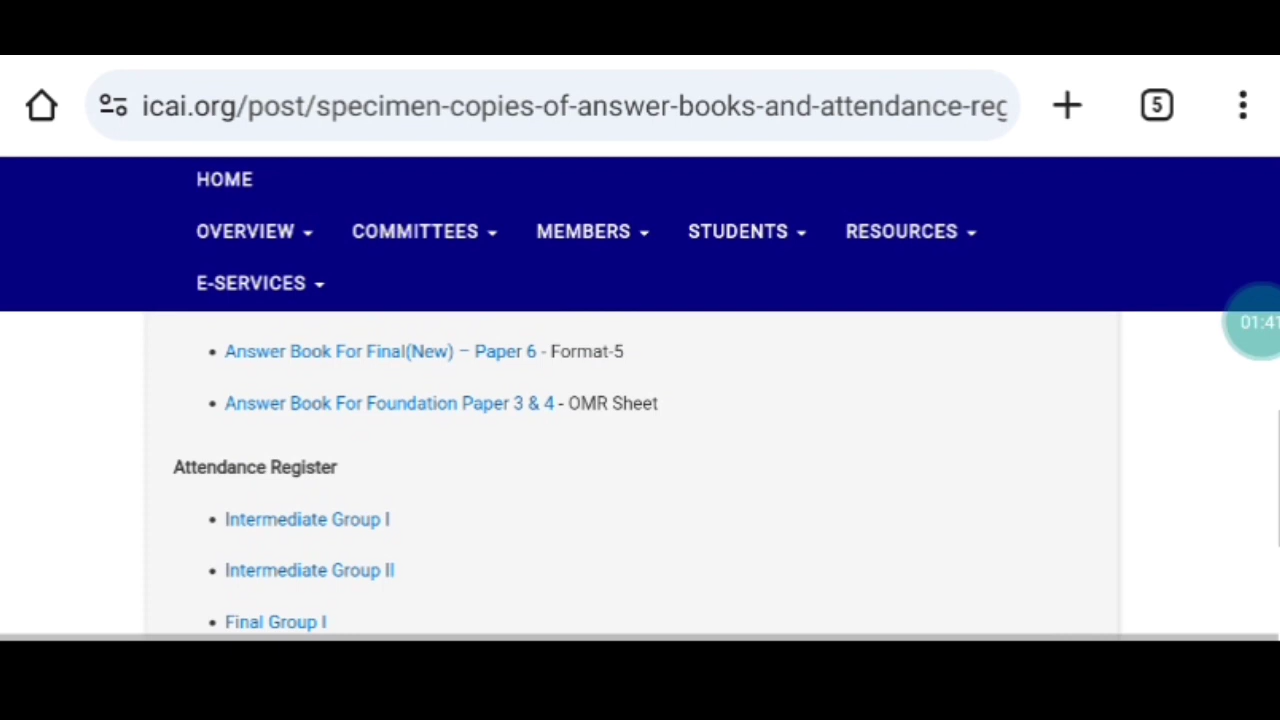 icai.org/post/specimen-copies-of-answer-books-and-attendance-reg
5
HOME
OVERVIEW COMMITTEES MEMBERS STUDENTS RESOURCES
E-SERVICES
01:41
• Answer Book For Final(New) – Paper 6 - Format-5
• Answer Book For Foundation Paper 3 & 4 - OMR Sheet
Attendance Register
• Intermediate Group I
• Intermediate Group II
• Final Group I